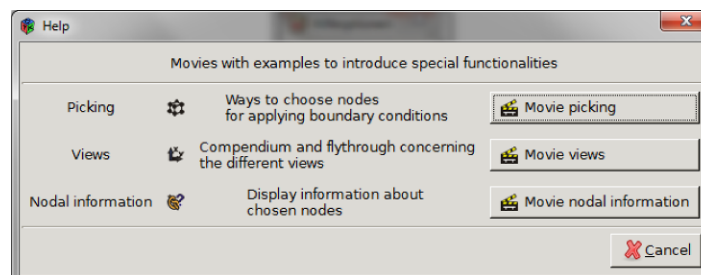 Help
Movies with examples to introduce special functionalities
Picking
Ways to choose nodes
for applying boundary conditions
Movie picking
Views
Compendium and flythrough concerning
the different views
Movie views
Nodal information
Display information about
chosen nodes
Movie nodal information
Cancel